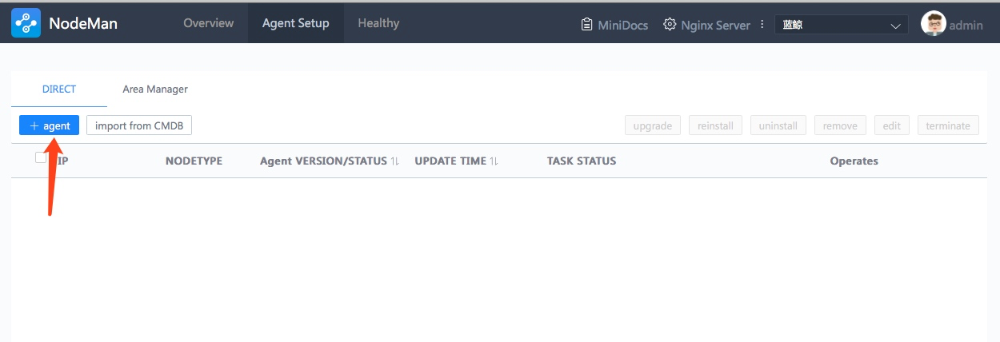 NodeMan Overview Agent Setup Healthy MiniDocs Nginx Server 蓝鲸 admin
DIRECT Area Manager
+ agent import from CMDB upgrade reinstall uninstall remove edit terminate
IP NODETYPE Agent VERSION/STATUS UPDATE TIME TASK STATUS Operates